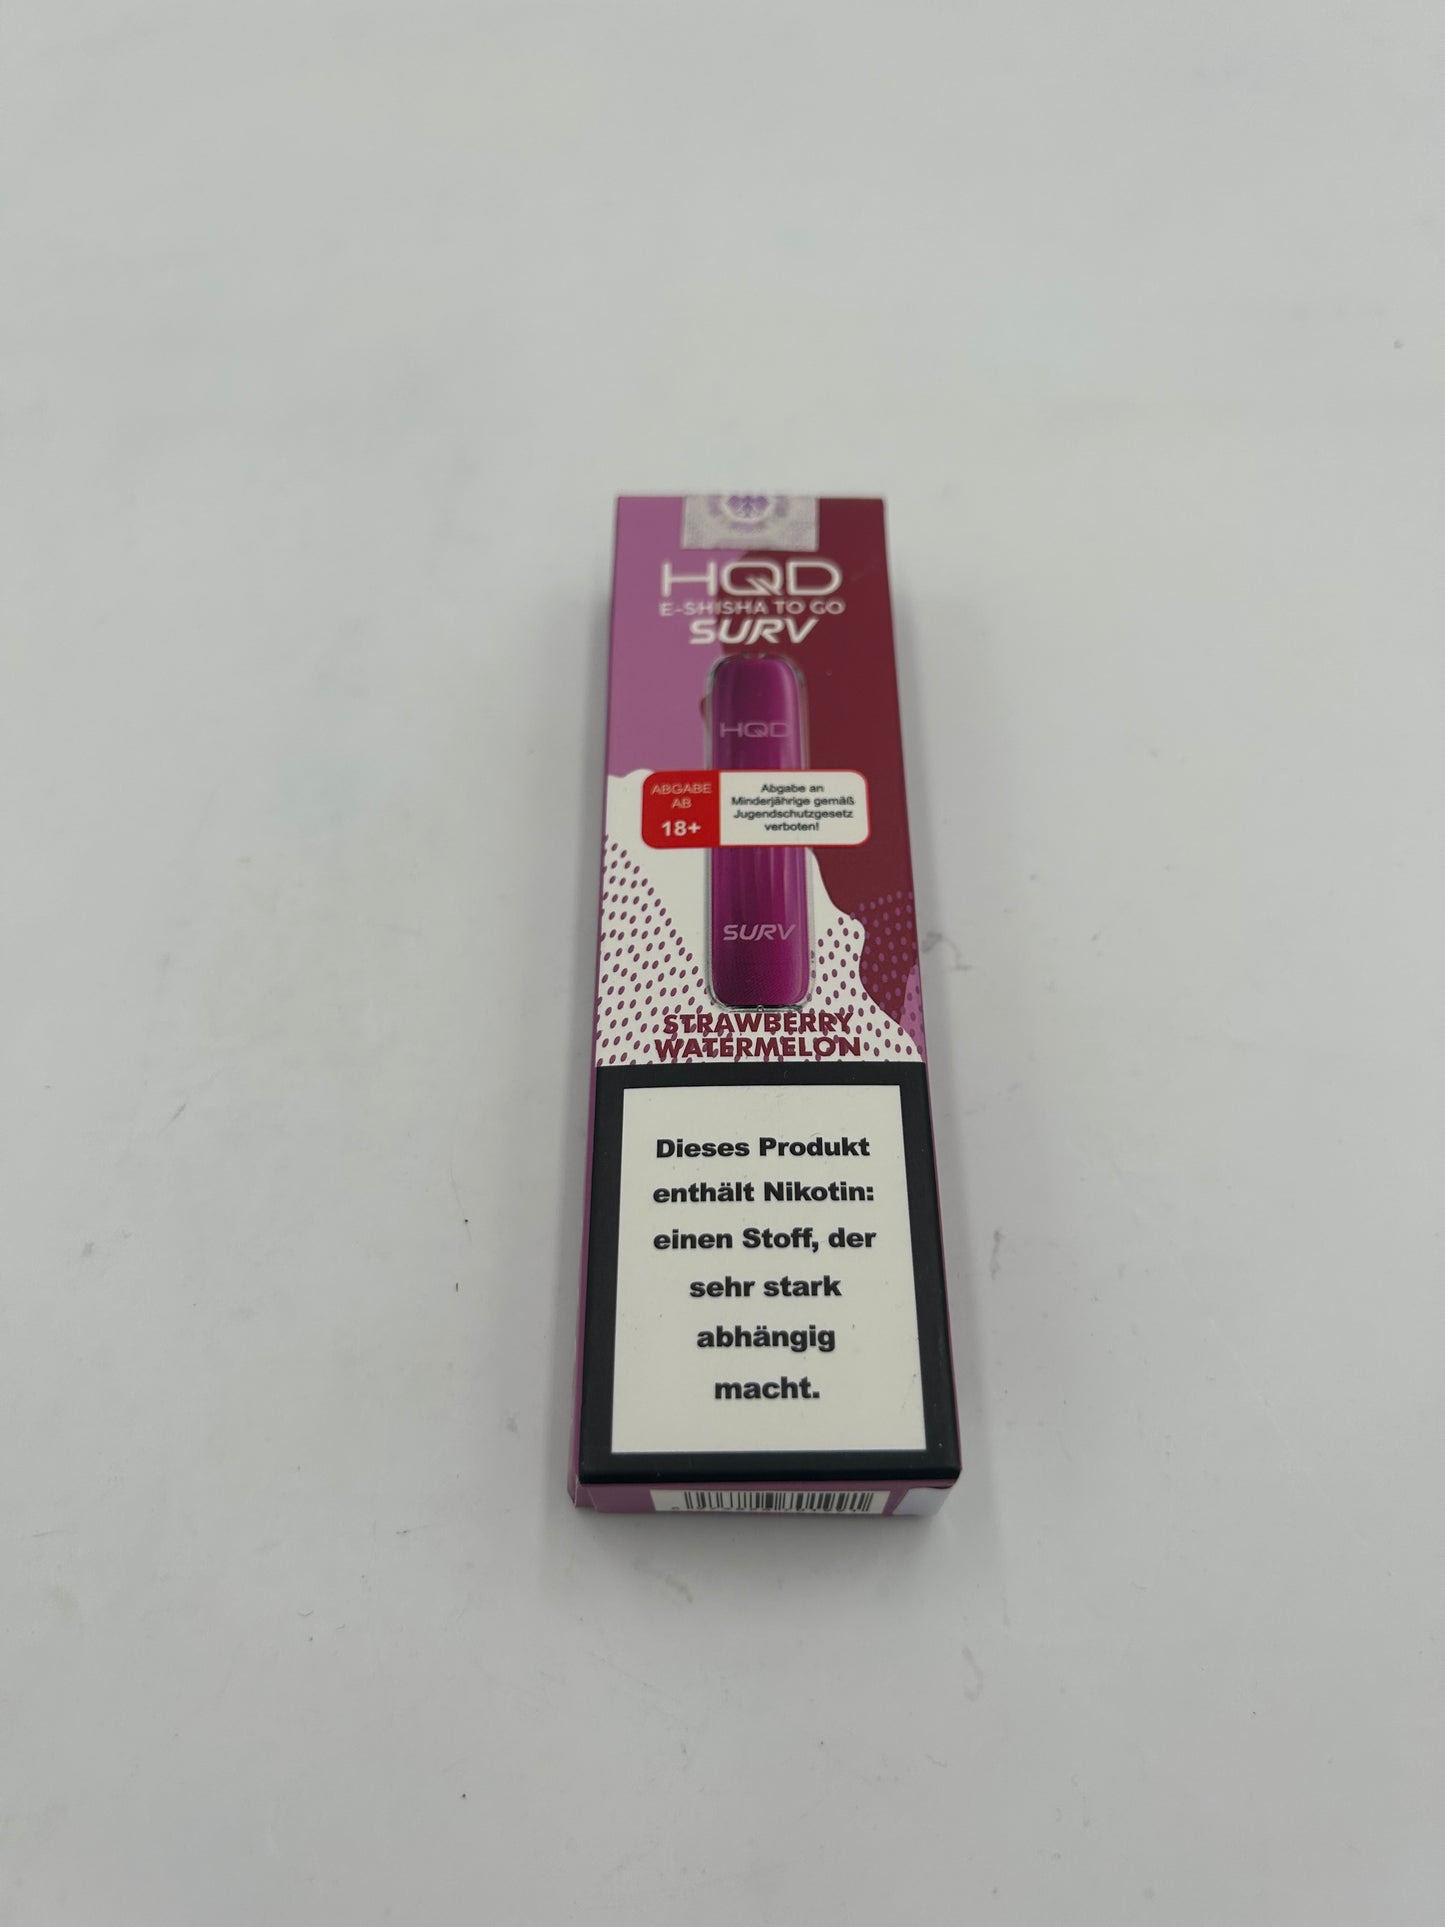 HQD
E-SHISHA TO GO
SURV
HQD
ABGABE
AB
18+
Abgabe an
Minderjährige gemäß
Jugendschutzgesetz
verboten!
SURV
STRAWBERRY
WATERMELON
Dieses Produkt
enthält Nikotin:
einen Stoff, der
sehr stark
abhängig
macht.